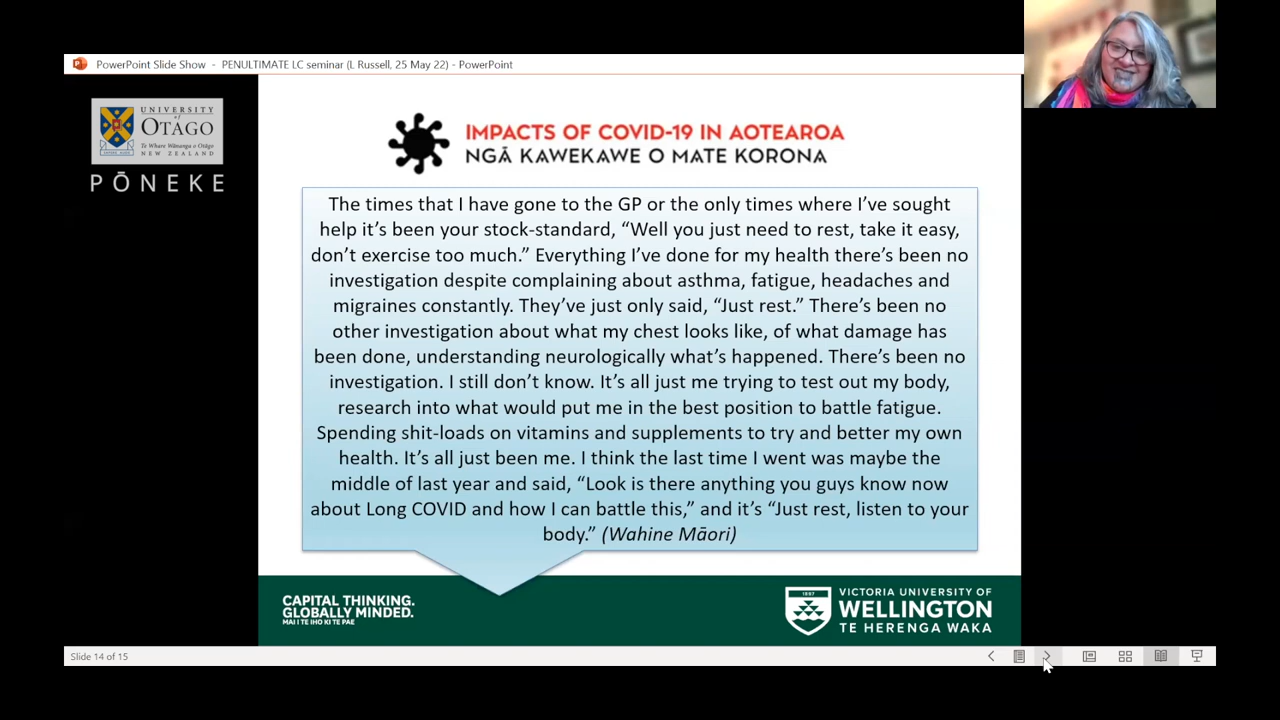 PowerPoint Slide Show - PENULTIMATE LC seminar (L Russell, 25 May 22) - PowerPoint
UNIVERSITY
of
OTAGO
Te Whare Wānanga o Otāgo
NEW ZEALAND
PŌNEKE
IMPACTS OF COVID-19 IN AOTEAROA
NGĀ KAWEKAWE O MATE KORONA
The times that I have gone to the GP or the only times where I’ve sought
help it’s been your stock-standard, “Well you just need to rest, take it easy,
don’t exercise too much.” Everything I’ve done for my health there’s been no
investigation despite complaining about asthma, fatigue, headaches and
migraines constantly. They’ve just only said, “Just rest.” There’s been no
other investigation about what my chest looks like, of what damage has
been done, understanding neurologically what’s happened. There’s been no
investigation. I still don’t know. It’s all just me trying to test out my body,
research into what would put me in the best position to battle fatigue.
Spending shit-loads on vitamins and supplements to try and better my own
health. It’s all just been me. I think the last time I went was maybe the
middle of last year and said, “Look is there anything you guys know now
about Long COVID and how I can battle this,” and it’s “Just rest, listen to your
body.” (Wahine Māori)
CAPITAL THINKING.
GLOBALLY MINDED.
MAI I TE IHO KI TE PAE
1897
VICTORIA UNIVERSITY OF
WELLINGTON
TE HERENGA WAKA
Slide 14 of 15